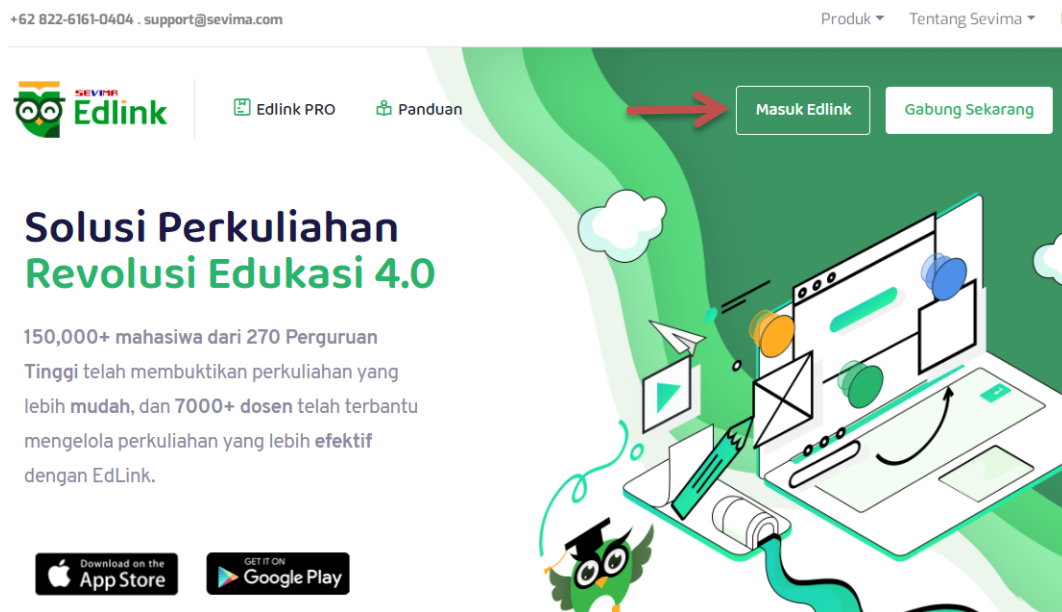 +62 822-6161-0404 . support@sevima.com
Produk
Tentang Sevima
SEVIMA
Edlink
Edlink PRO
Panduan
Masuk Edlink
Gabung Sekarang
Solusi Perkuliahan
Revolusi Edukasi 4.0
150,000+ mahasiwa dari 270 Perguruan
Tinggi telah membuktikan perkuliahan yang
lebih mudah, dan 7000+ dosen telah terbantu
mengelola perkuliahan yang lebih efektif
dengan EdLink.
Download on the
App Store
GET IT ON
Google Play